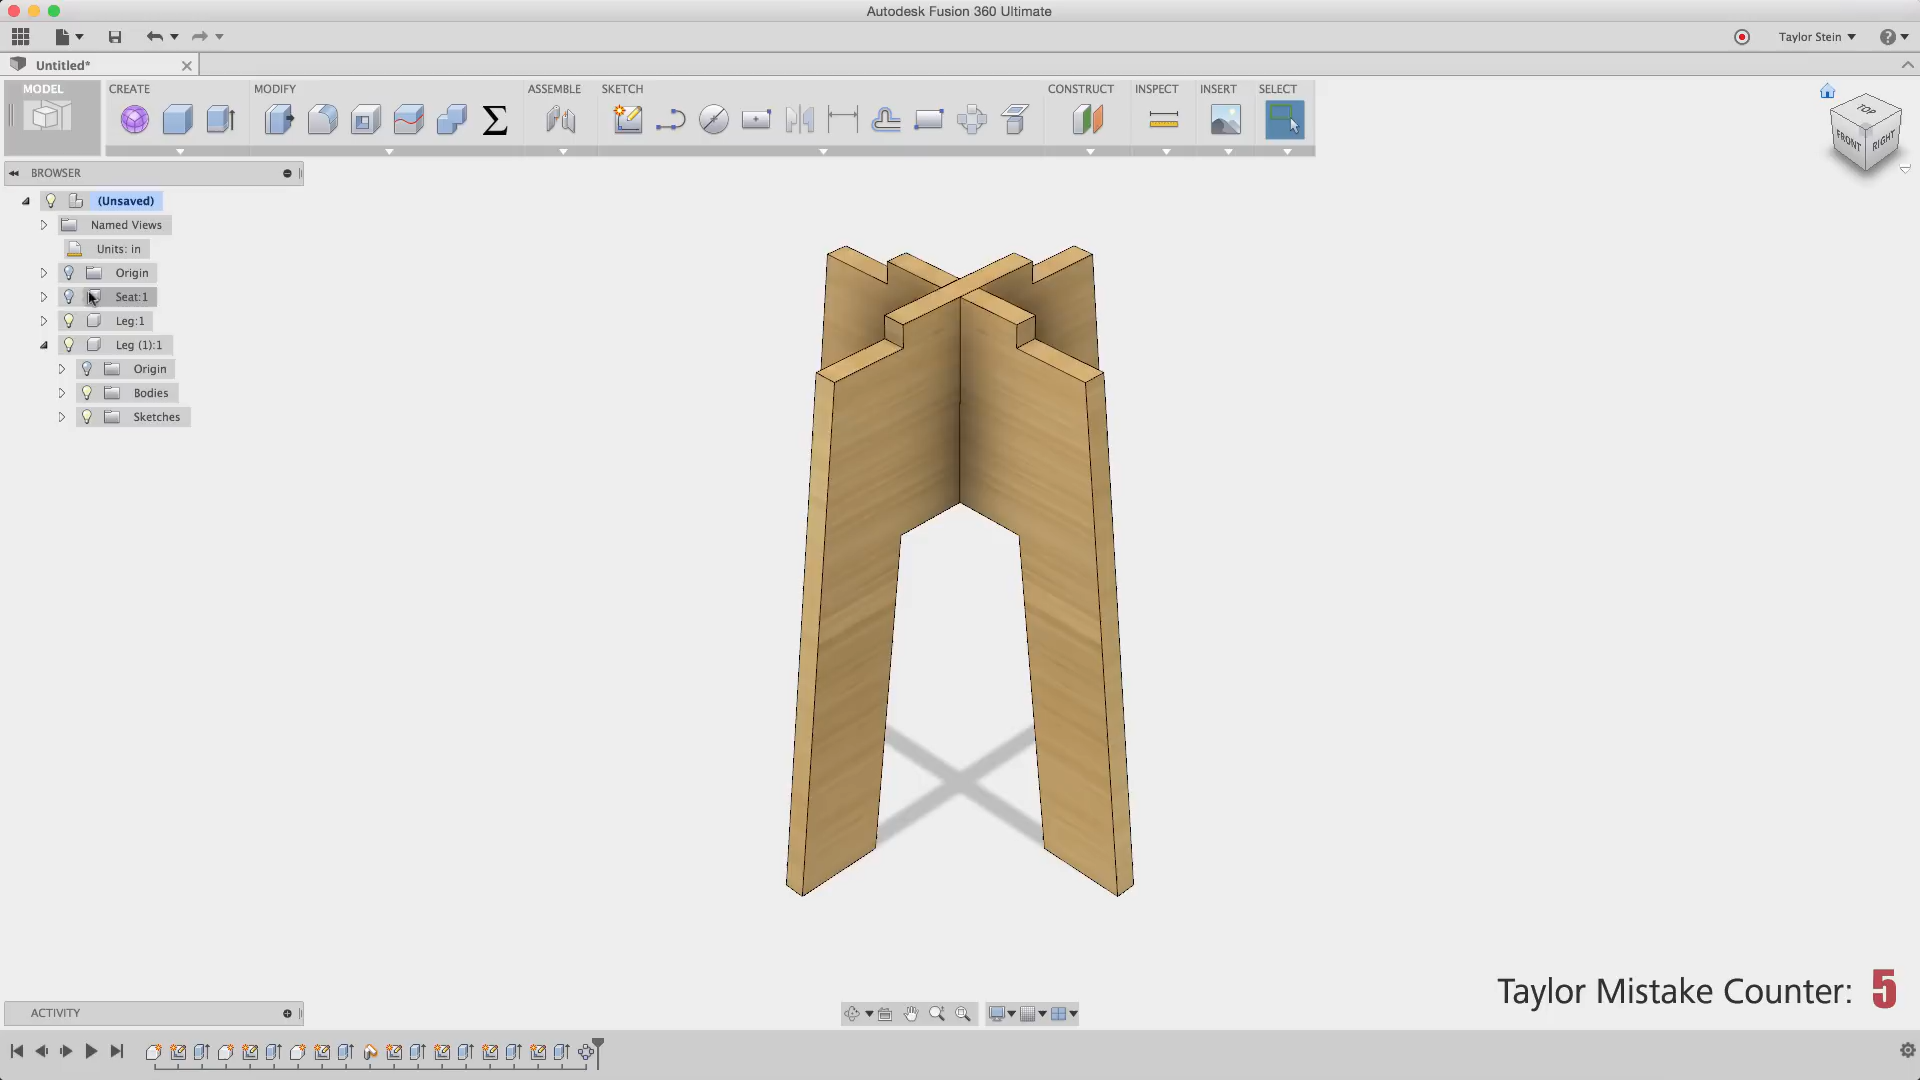 Autodesk Fusion 360 Ultimate
Taylor Stein
Untitled*
MODEL
CREATE
MODIFY
ASSEMBLE
SKETCH
CONSTRUCT
INSPECT
INSERT
SELECT
TOP
FRONT
RIGHT
BROWSER
(Unsaved)
Named Views
Units: in
Origin
Seat:1
Leg:1
Leg (1):1
Origin
Bodies
Sketches
Taylor Mistake Counter: 5
ACTIVITY